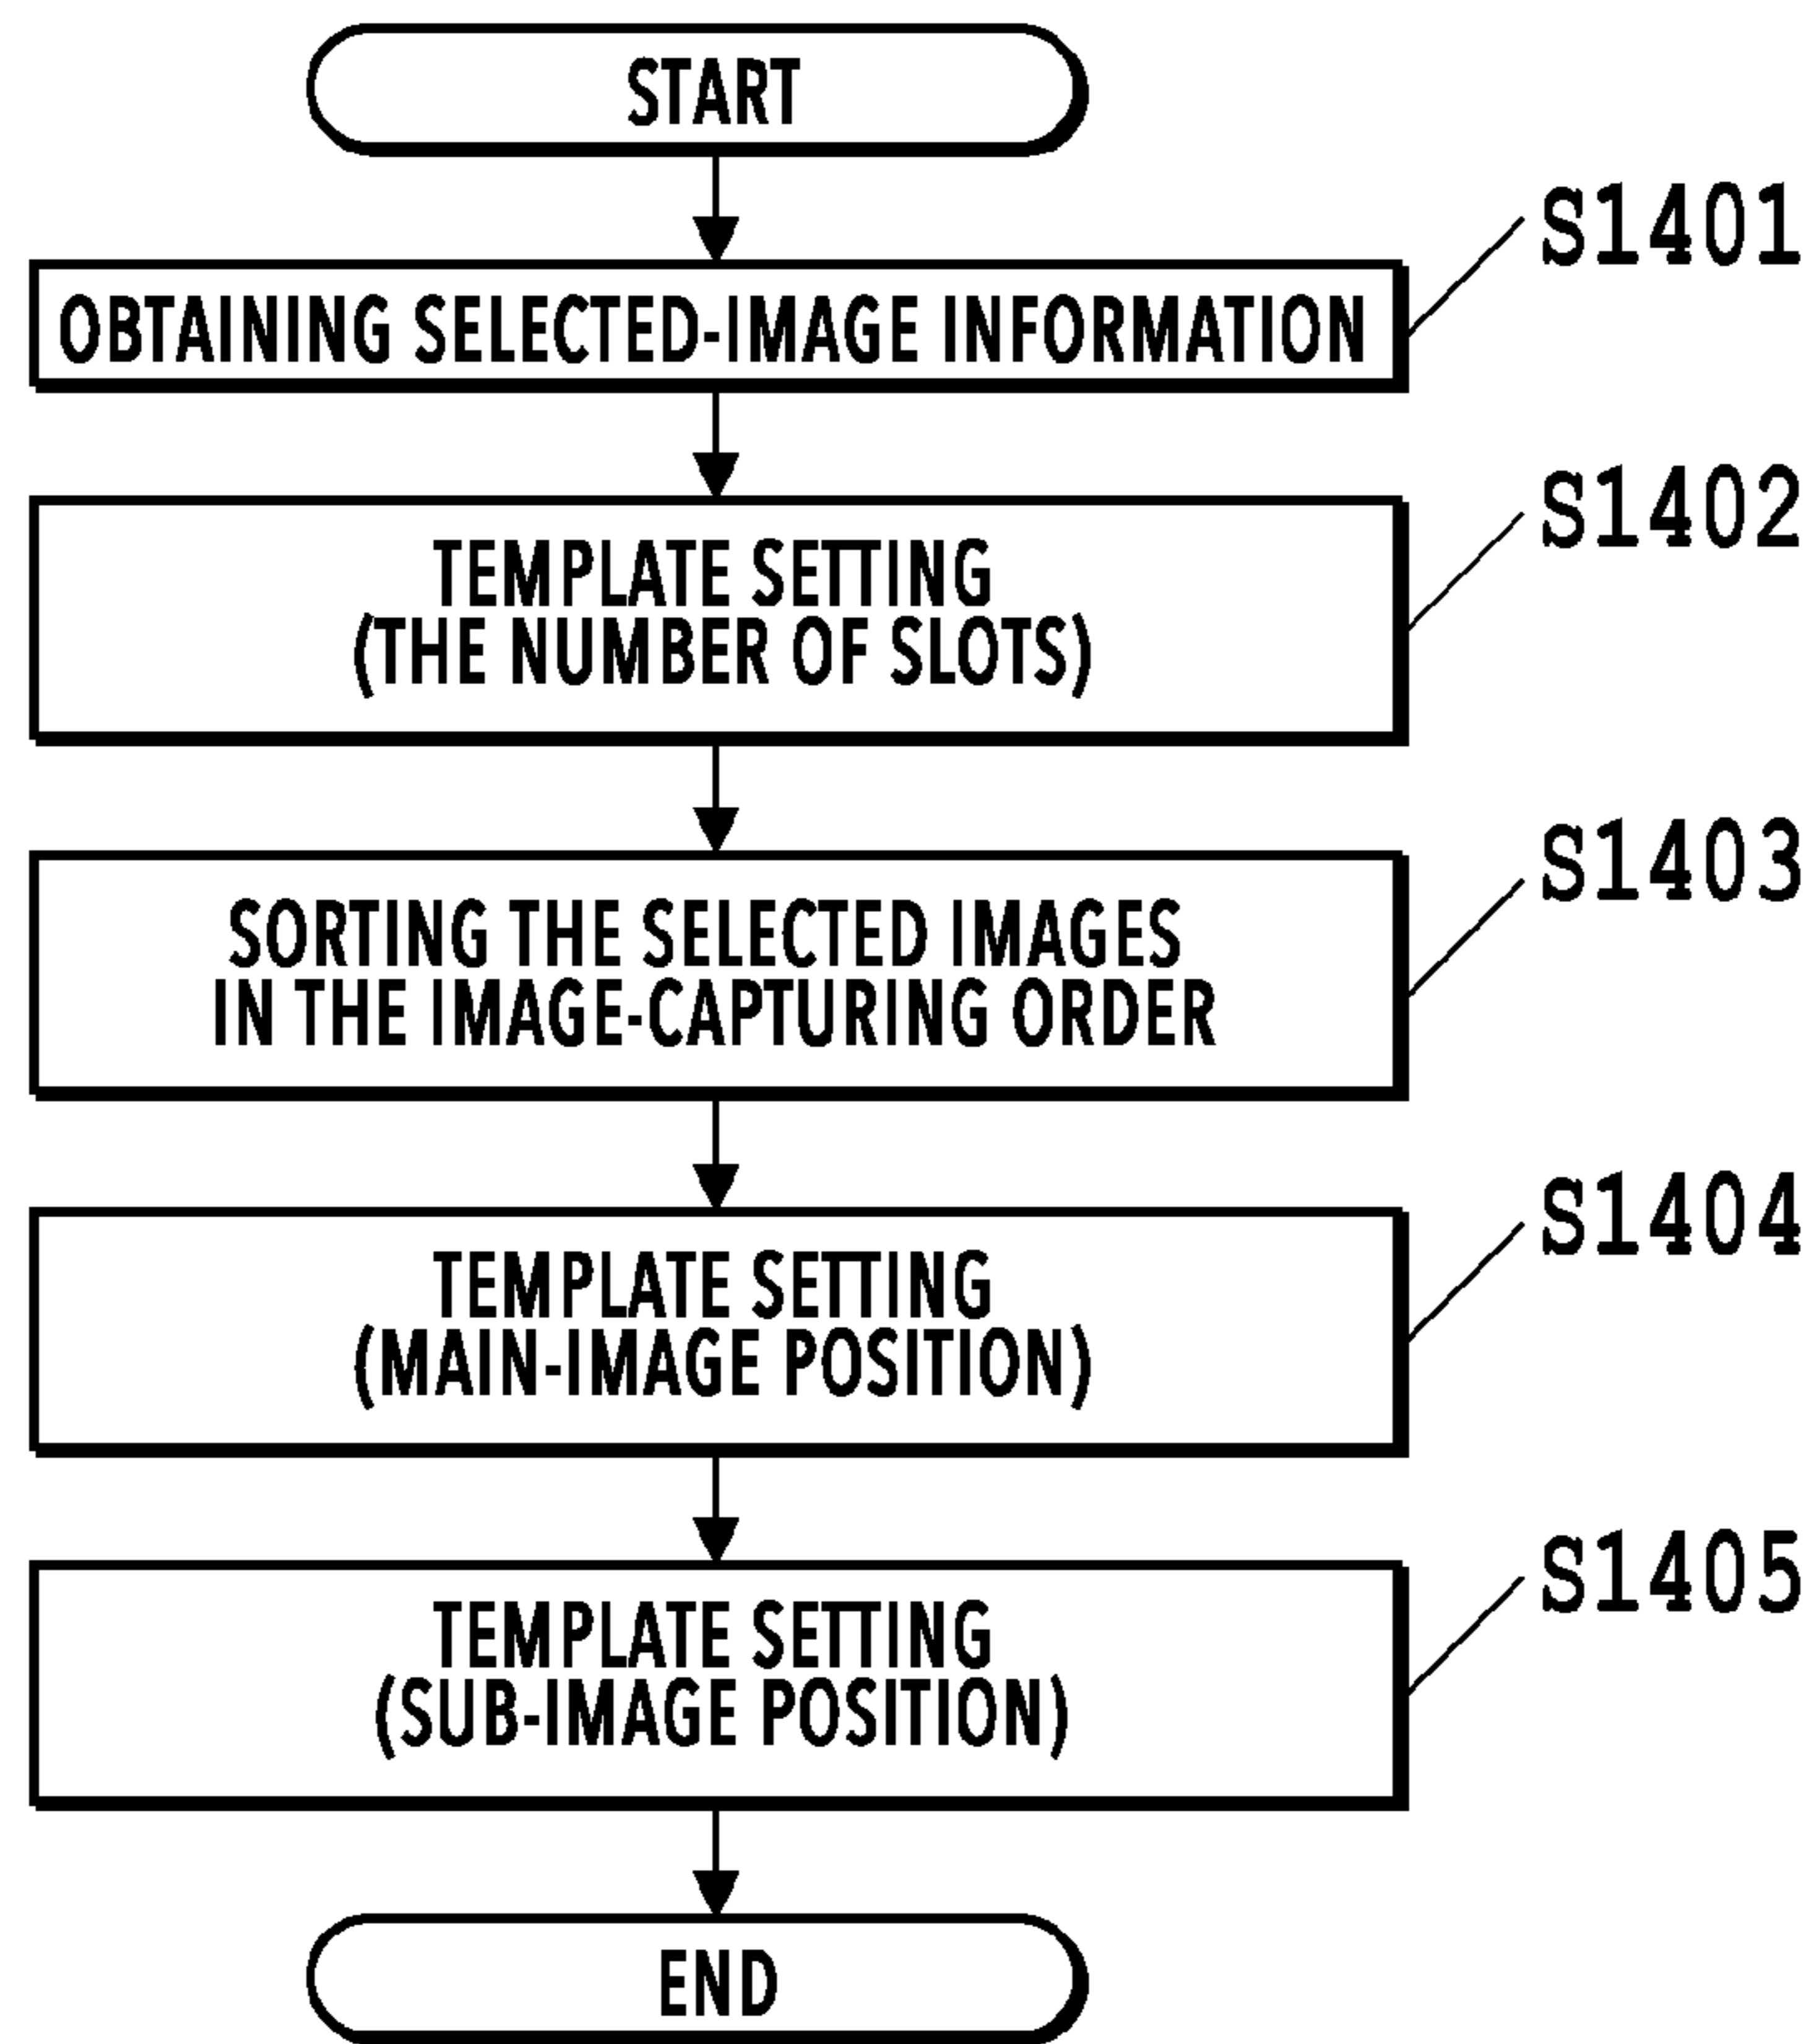 START
S1401
OBTAINING SELECTED-IMAGE INFORMATION
S1402
TEMPLATE SETTING
(THE NUMBER OF SLOTS)
S1403
SORTING THE SELECTED IMAGES
IN THE IMAGE-CAPTURING ORDER
S1404
TEMPLATE SETTING
(MAIN-IMAGE POSITION)
S1405
TEMPLATE SETTING
(SUB-IMAGE POSITION)
END